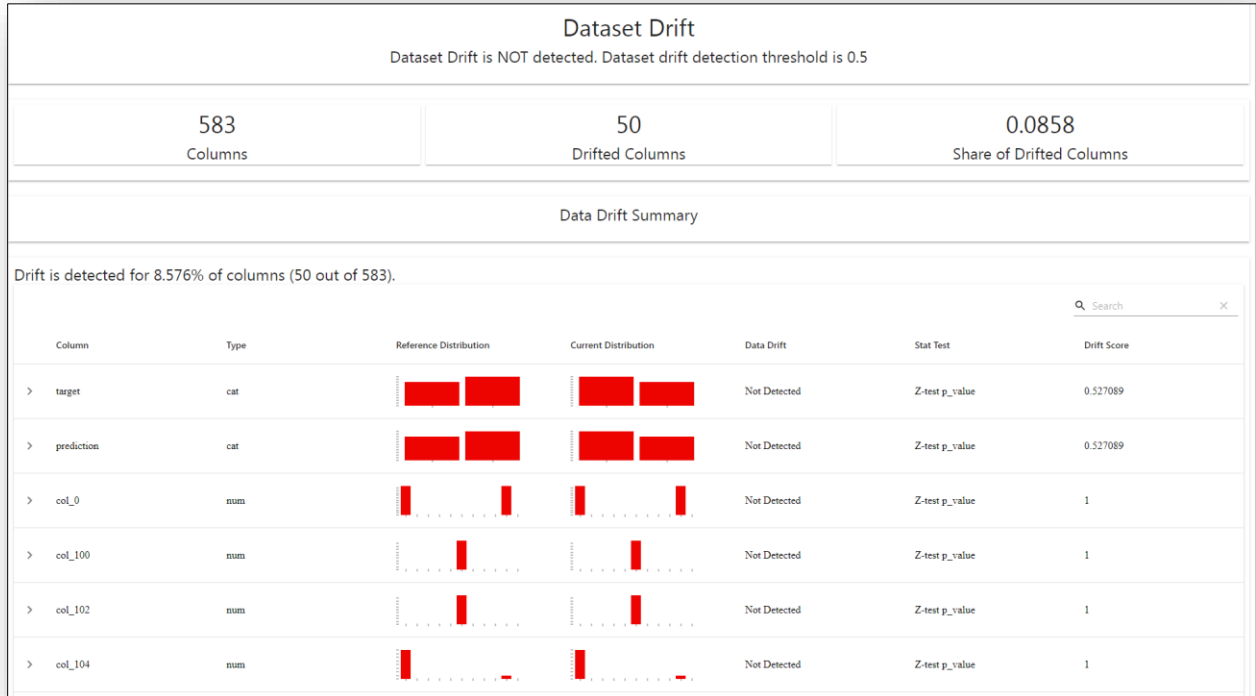 Dataset Drift
Dataset Drift is NOT detected. Dataset drift detection threshold is 0.5
583
Columns
50
Drifted Columns
0.0858
Share of Drifted Columns
Data Drift Summary
Drift is detected for 8.576% of columns (50 out of 583).
Search
Column Type Reference Distribution Current Distribution Data Drift Stat Test Drift Score
target cat Not Detected Z-test p_value 0.527089
prediction cat Not Detected Z-test p_value 0.527089
col_0 num Not Detected Z-test p_value 1
col_100 num Not Detected Z-test p_value 1
col_102 num Not Detected Z-test p_value 1
col_104 num Not Detected Z-test p_value 1